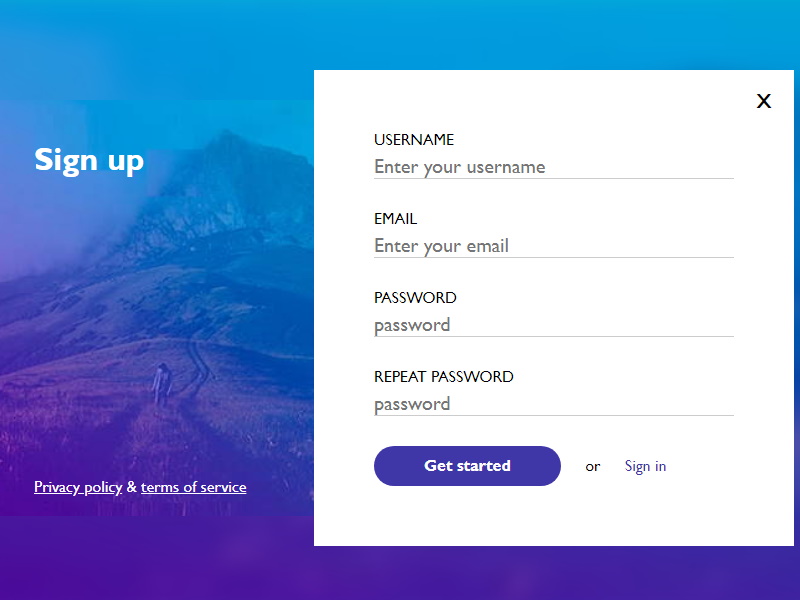 Sign up
Privacy policy & terms of service
X
USERNAME
Enter your username
EMAIL
Enter your email
PASSWORD
password
REPEAT PASSWORD
password
Get started or Sign in